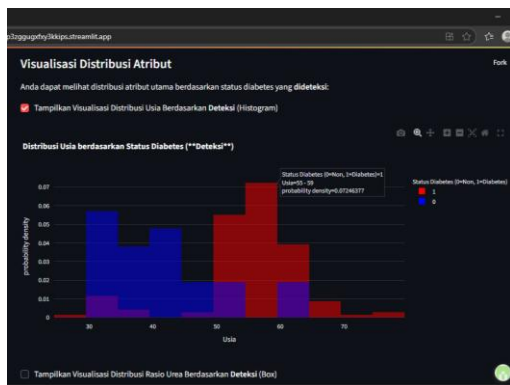 p3zggugxfxy3kkips.streamlit.app
Fork
Visualisasi Distribusi Atribut
Anda dapat melihat distribusi atribut utama berdasarkan status diabetes yang dideteksi:
Tampilkan Visualisasi Distribusi Usia Berdasarkan Deteksi (Histogram)
Distribusi Usia berdasarkan Status Diabetes (**Deteksi**)
Status Diabetes (0=Non, 1=Diabetes)=1
Usia=55 - 59
probability density=0.07246377
Status Diabetes (0=Non, 1=Diabetes)
1
0
probability density
0.07
0.06
0.05
0.04
0.03
0.02
0.01
0
30 40 50 60 70
Usia
Tampilkan Visualisasi Distribusi Rasio Urea Berdasarkan Deteksi (Box)